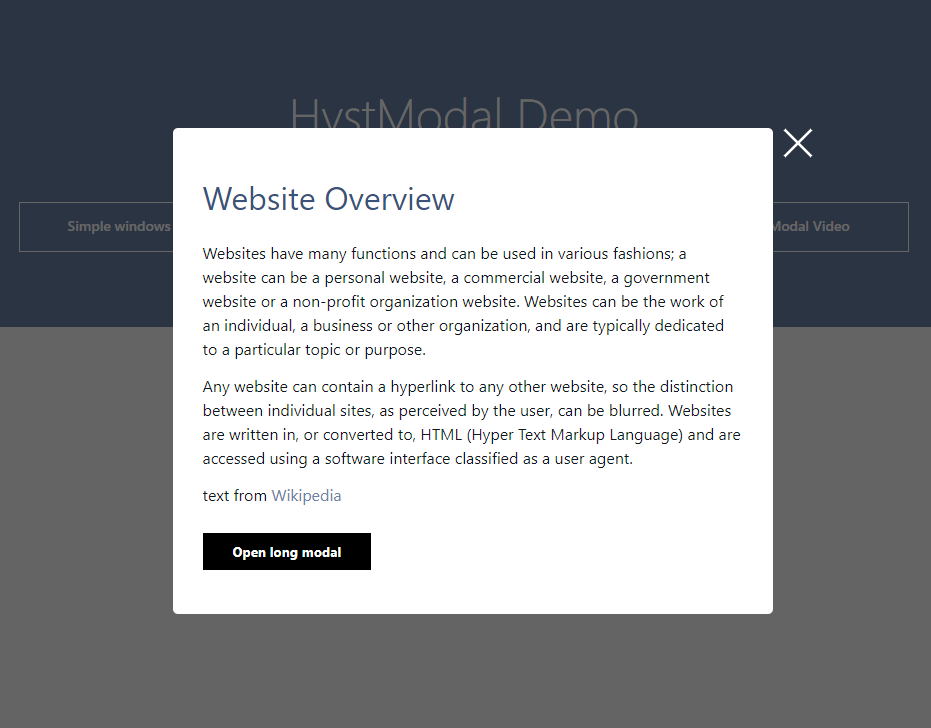 HystModal Demo
Website Overview
Simple windows
Modal Video
Websites have many functions and can be used in various fashions; a
website can be a personal website, a commercial website, a government
website or a non-profit organization website. Websites can be the work of
an individual, a business or other organization, and are typically dedicated
to a particular topic or purpose.
Any website can contain a hyperlink to any other website, so the distinction
between individual sites, as perceived by the user, can be blurred. Websites
are written in, or converted to, HTML (Hyper Text Markup Language) and are
accessed using a software interface classified as a user agent.
text from Wikipedia
Open long modal